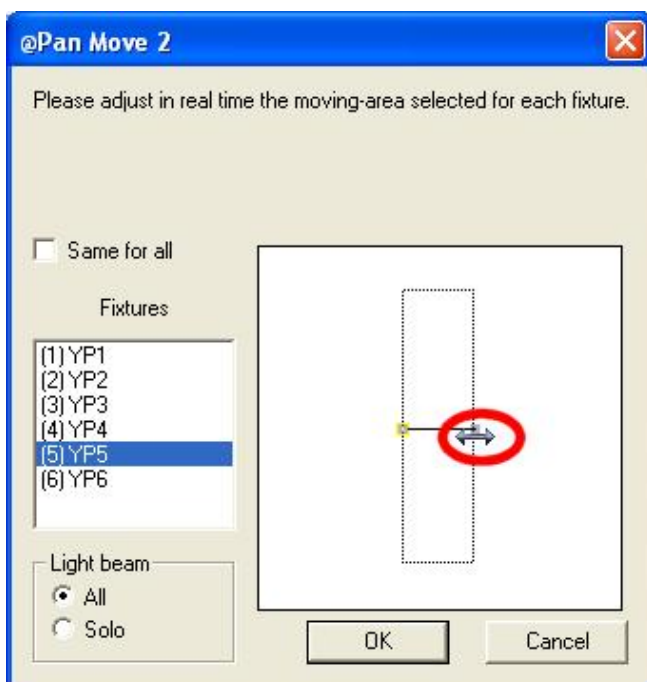 @Pan Move 2
Please adjust in real time the moving-area selected for each fixture.
Same for all
Fixtures
(1) YP1
(2) YP2
(3) YP3
(4) YP4
(5) YP5
(6) YP6
Light beam
All
Solo
OK
Cancel